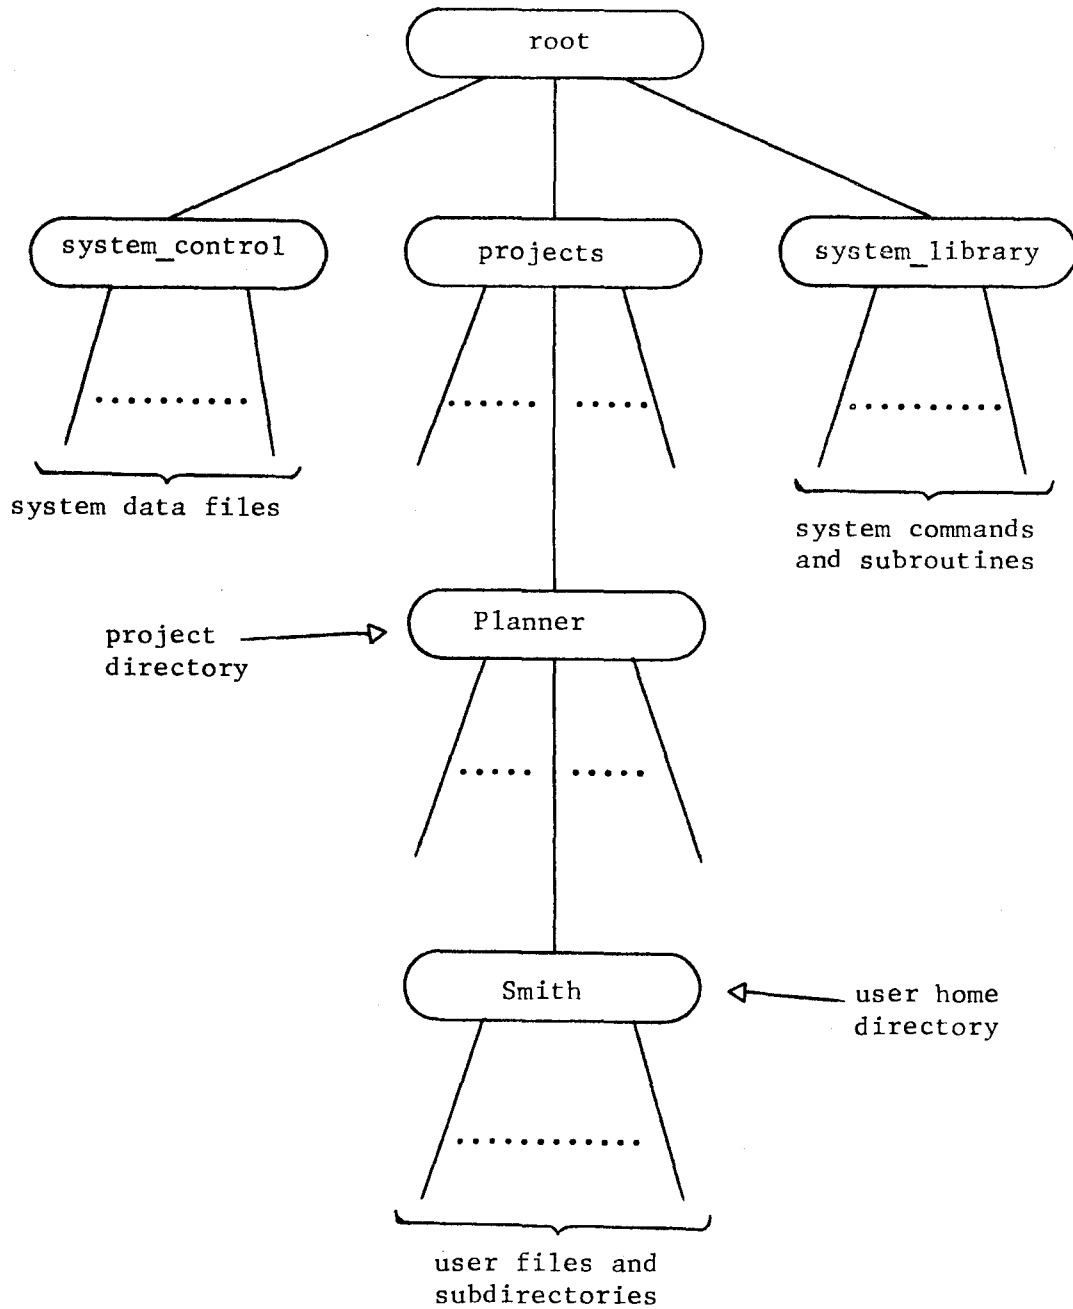 root
system_control
projects
system_library
system data files
system commands
and subroutines
Planner
project
directory
Smith
user home
directory
user files and
subdirectories